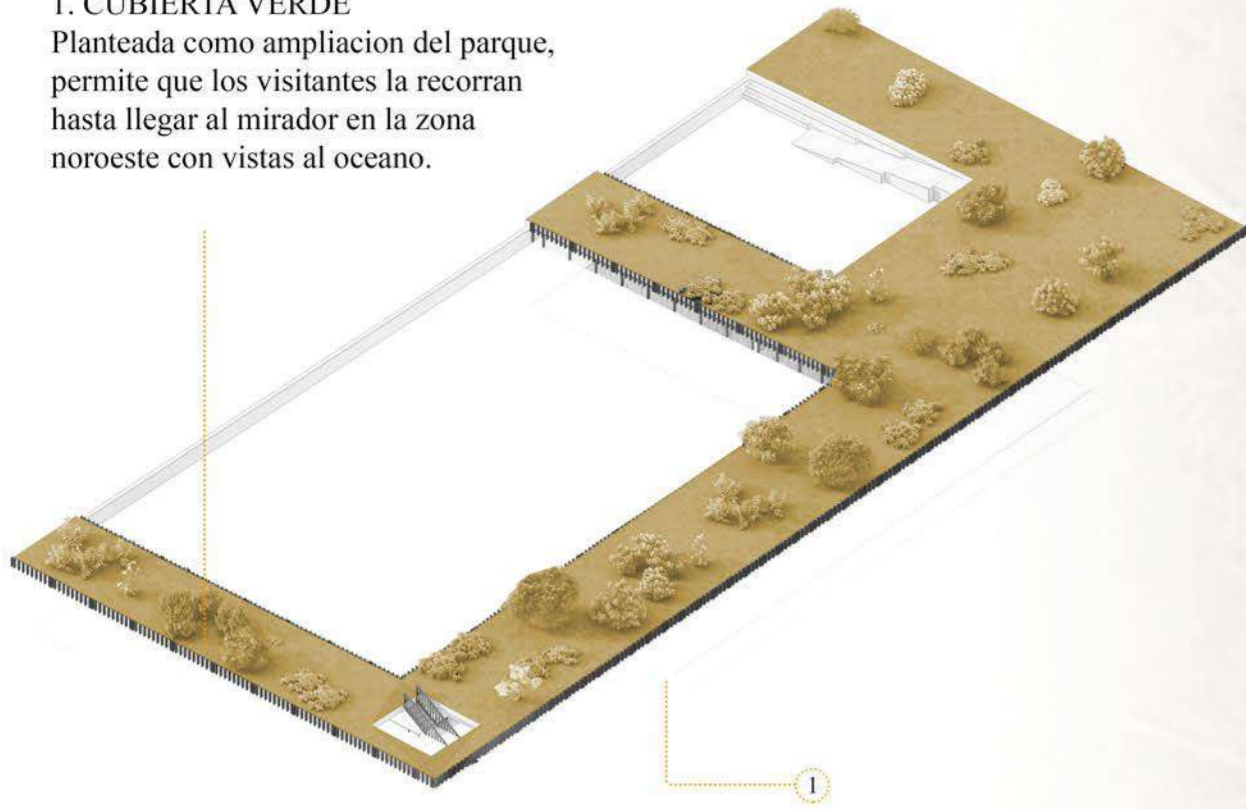 1. CUBIERTA VERDE
Planteada como ampliacion del parque,
permite que los visitantes la recorran
hasta llegar al mirador en la zona
noroeste con vistas al oceano.
1